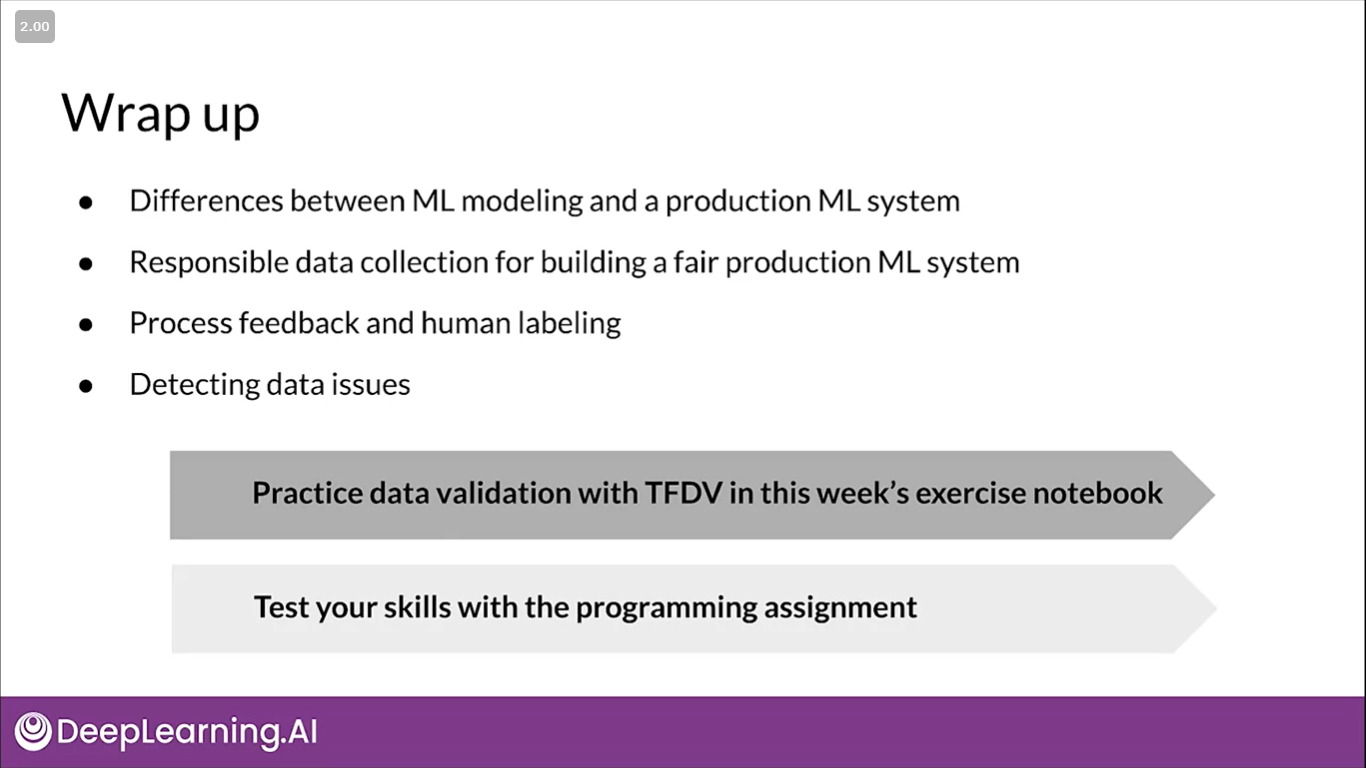 2.00
Wrap up
● Differences between ML modeling and a production ML system
● Responsible data collection for building a fair production ML system
● Process feedback and human labeling
● Detecting data issues
Practice data validation with TFDV in this week’s exercise notebook
Test your skills with the programming assignment
DeepLearning.AI